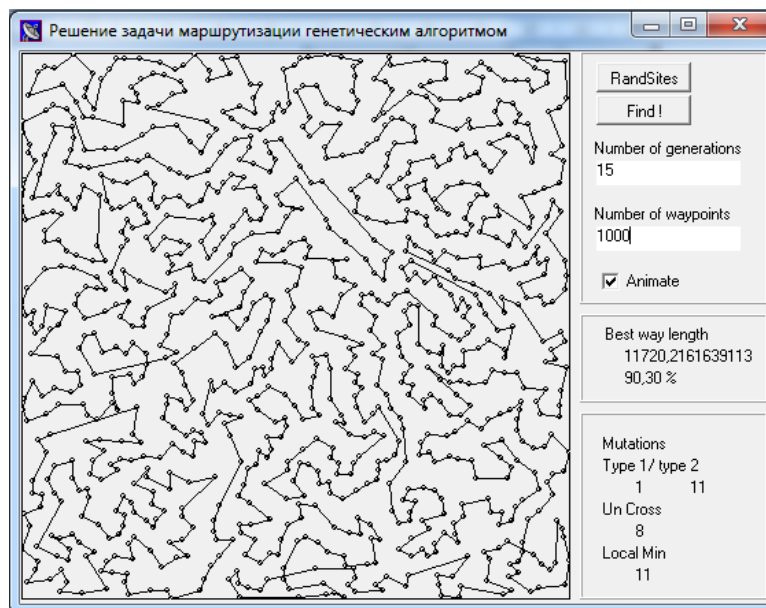 Решение задачи маршрутизации генетическим алгоритмом
RandSites
Find !
Number of generations
15
Number of waypoints
1000
Animate
Best way length
11720,2161639113
90,30 %
Mutations
Type 1/ type 2
1 11
Un Cross
8
Local Min
11